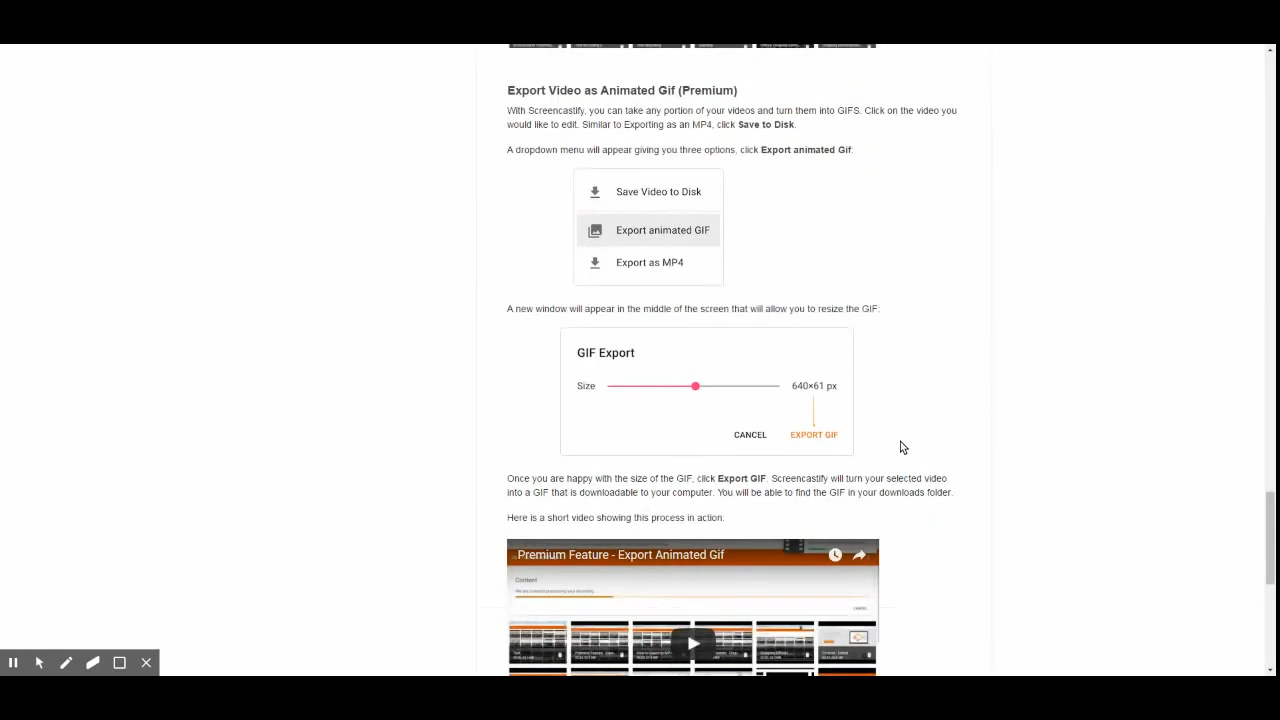 Export Video as Animated Gif (Premium)
With Screencastify, you can take any portion of your videos and turn them into GIFS. Click on the video you
would like to edit. Similar to Exporting as an MP4, click Save to Disk.
A dropdown menu will appear giving you three options, click Export animated Gif:
Save Video to Disk
Export animated GIF
Export as MP4
A new window will appear in the middle of the screen that will allow you to resize the GIF:
GIF Export
Size 640×61 px
CANCEL EXPORT GIF
Once you are happy with the size of the GIF, click Export GIF. Screencastify will turn your selected video
into a GIF that is downloadable to your computer. You will be able to find the GIF in your downloads folder.
Here is a short video showing this process in action:
Premium Feature - Export Animated Gif
Content
CANCEL